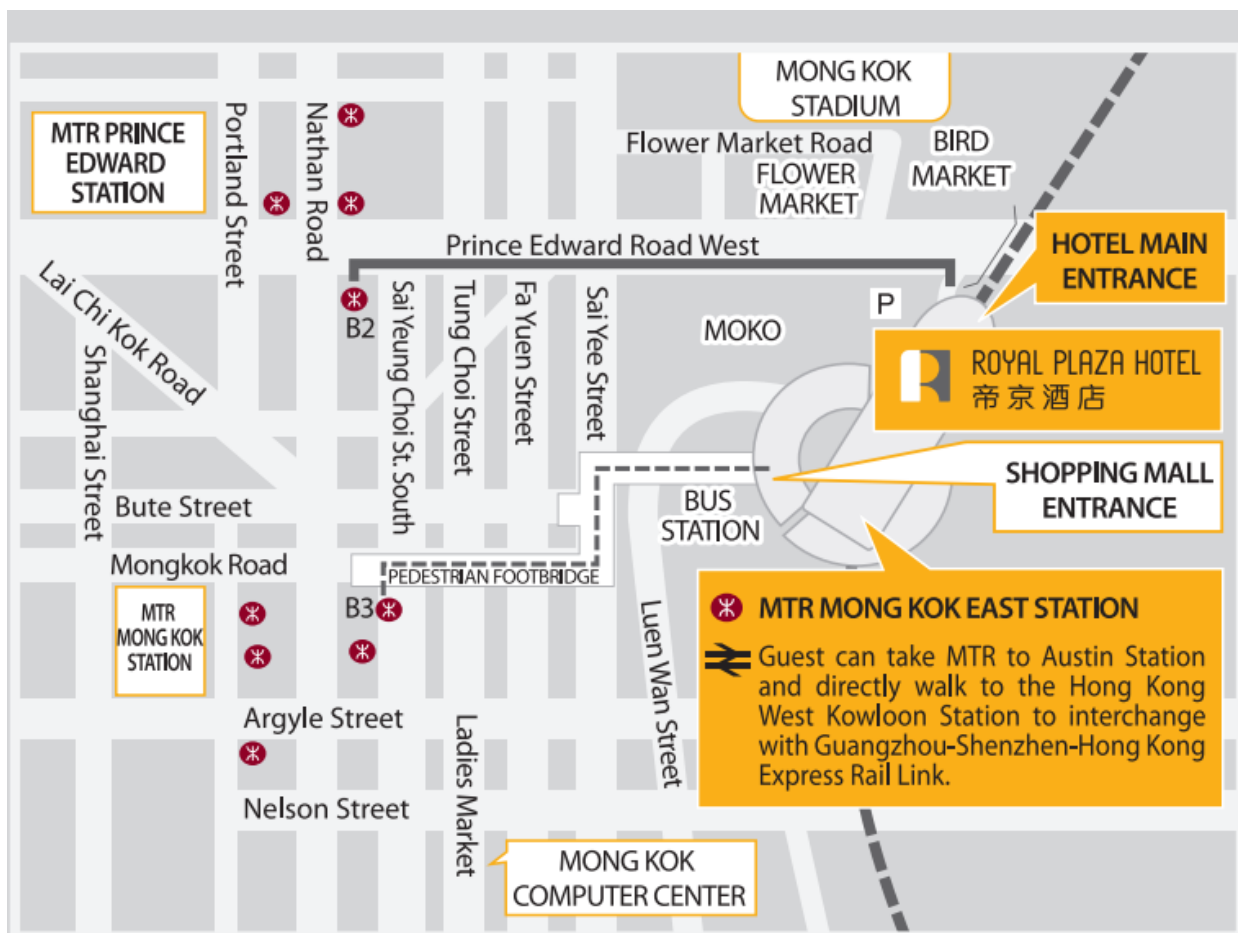 MONG KOK
STADIUM
MTR PRINCE
EDWARD
STATION
Portland Street
Nathan Road
Flower Market Road
BIRD
MARKET
FLOWER
MARKET
Prince Edward Road West
HOTEL MAIN
ENTRANCE
Lai Chi Kok Road
B2
Sai Yeung Choi St. South
Tung Choi Street
Fa Yuen Street
Sai Yee Street
P
MOKO
ROYAL PLAZA HOTEL
帝京酒店
Shanghai Street
SHOPPING MALL
ENTRANCE
Bute Street
BUS
STATION
Mongkok Road
PEDESTRIAN FOOTBRIDGE
MTR
MONG KOK
STATION
B3
Luen Wan Street
MTR MONG KOK EAST STATION
Guest can take MTR to Austin Station
and directly walk to the Hong Kong
West Kowloon Station to interchange
with Guangzhou-Shenzhen-Hong Kong
Express Rail Link.
Argyle Street
Ladies Market
Nelson Street
MONG KOK
COMPUTER CENTER